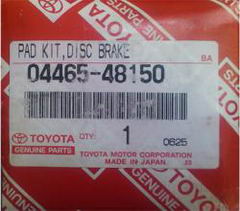 PAD KIT, DISC BRAKE
BA
04465-48150
TOYOTA
GENUINE PARTS
QTY:
1
0625
TOYOTA MOTOR CORPORATION
MADE IN JAPAN